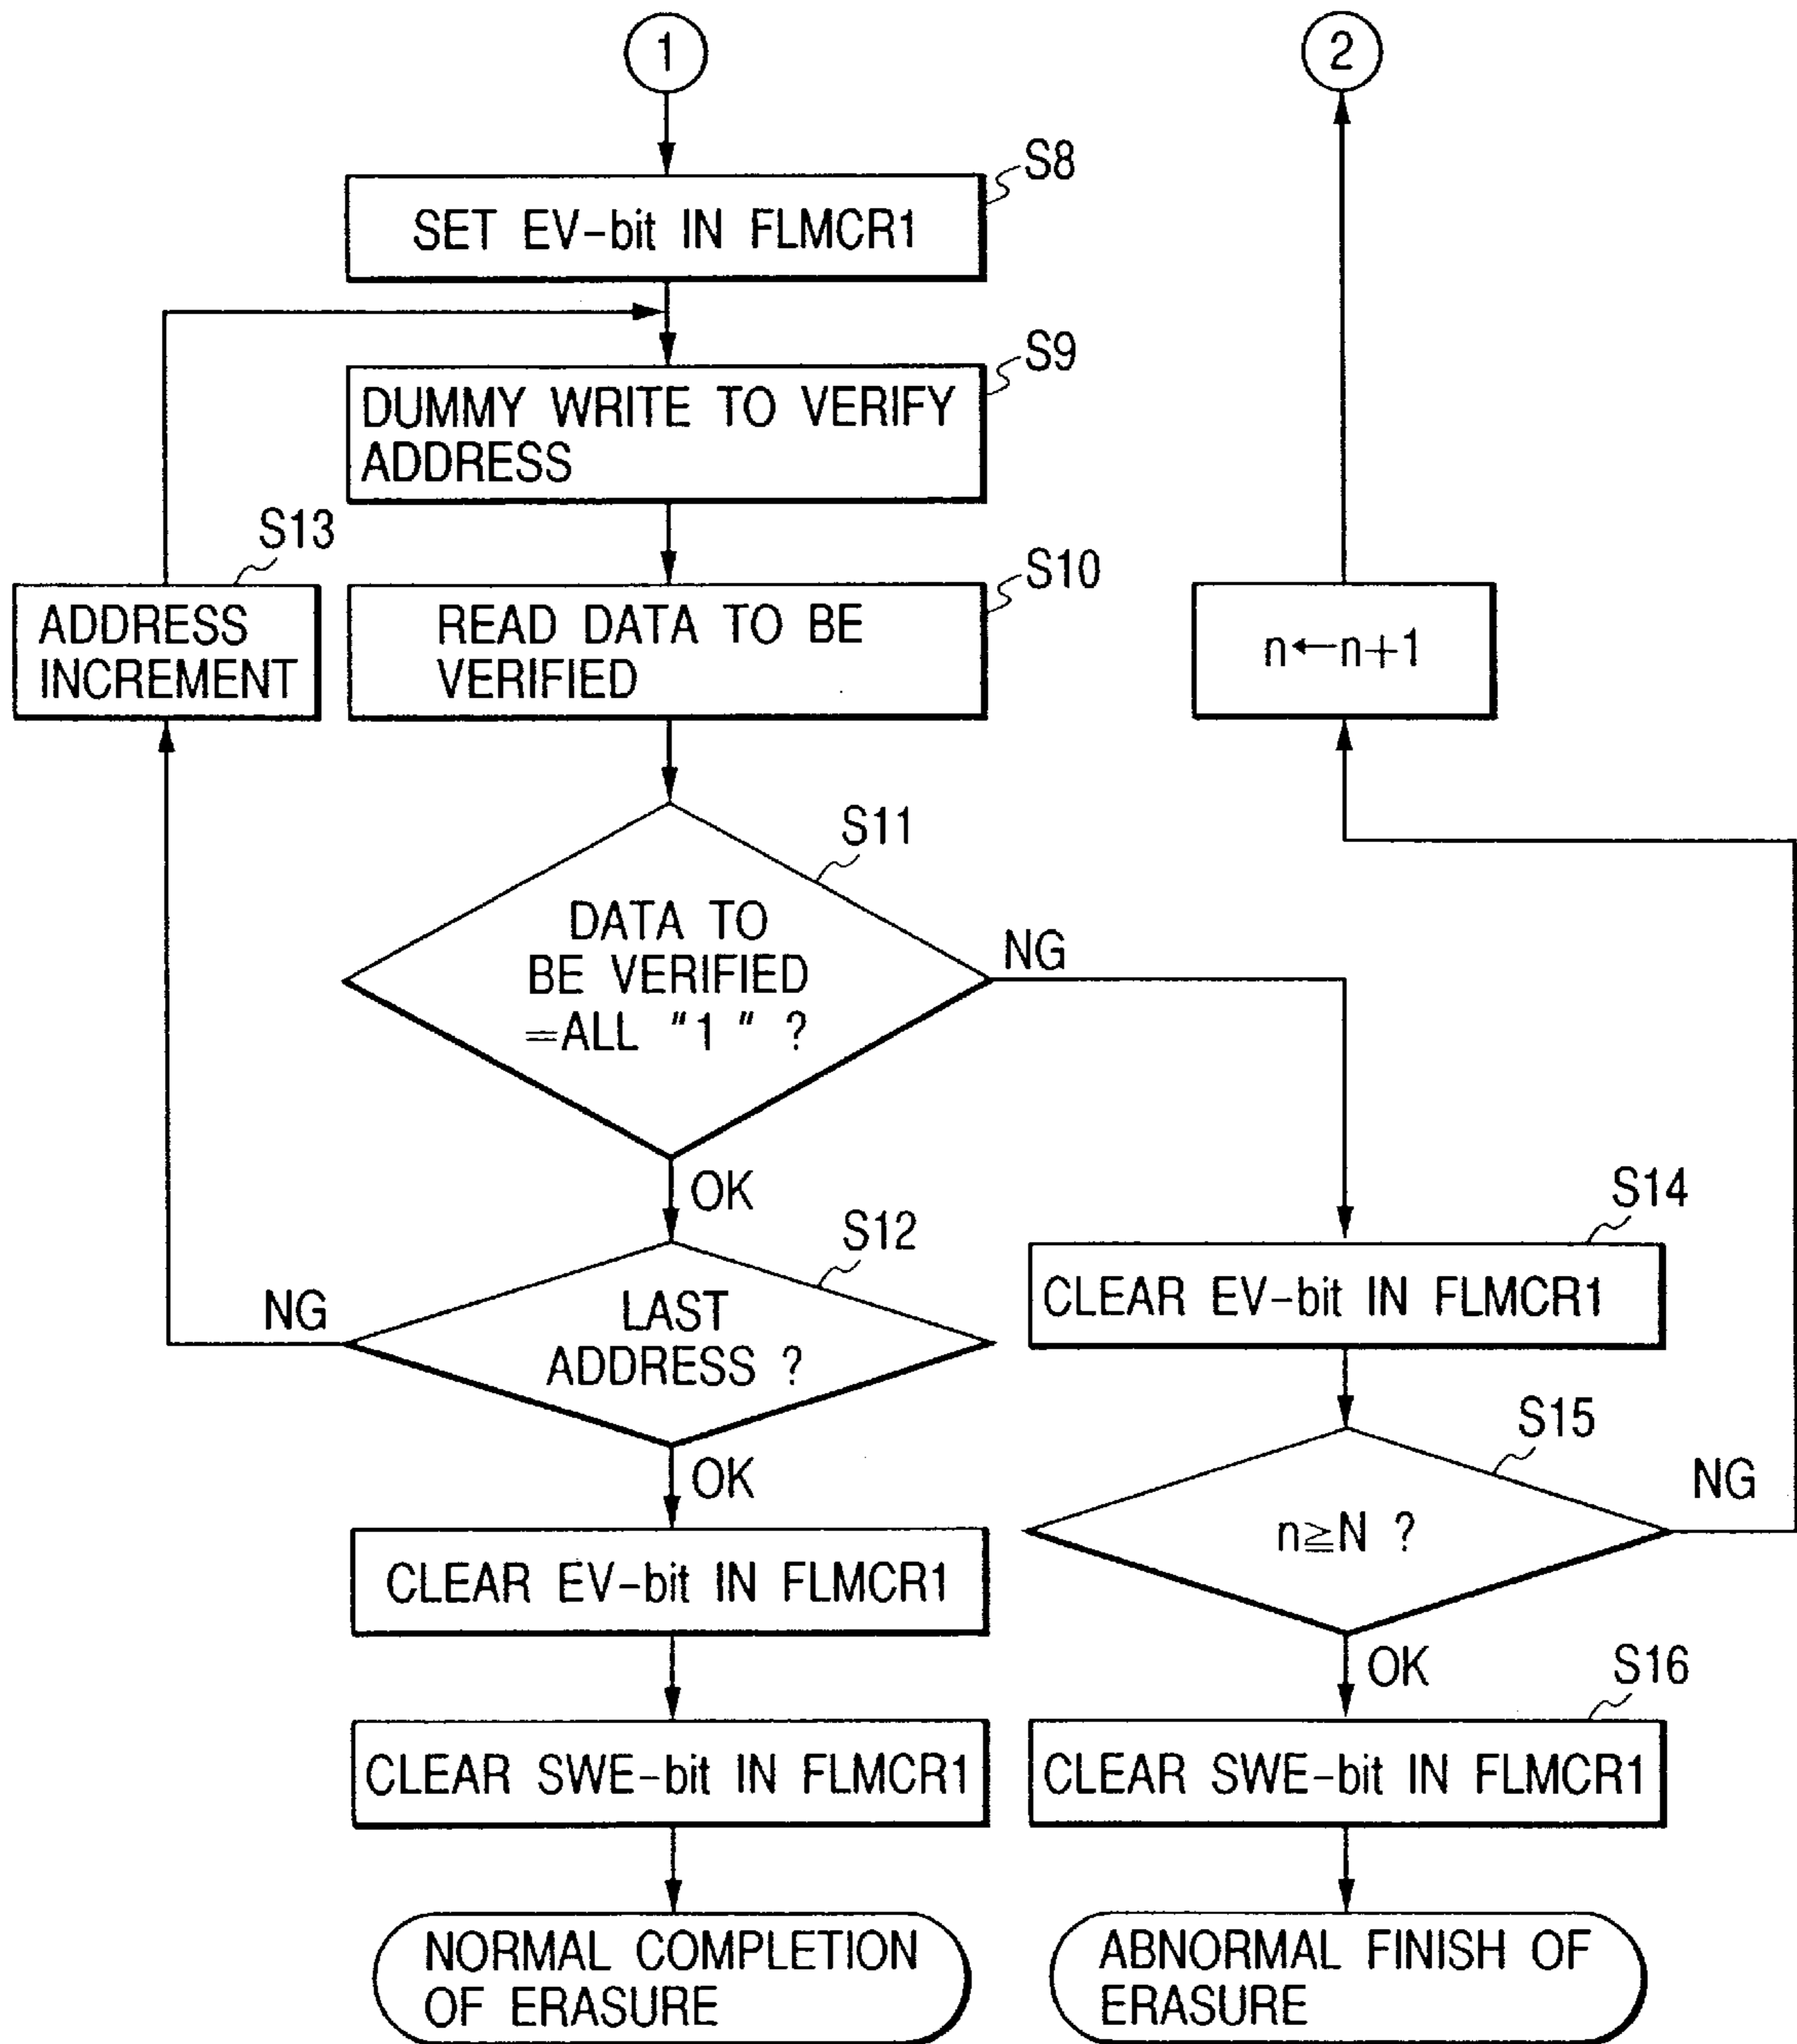 1
2
S8
SET EV-bit IN FLMCR1
S9
DUMMY WRITE TO VERIFY
ADDRESS
S13
ADDRESS
INCREMENT
S10
READ DATA TO BE
VERIFIED
n←n+1
S11
DATA TO
BE VERIFIED
=ALL "1" ?
NG
OK
S12
LAST
ADDRESS ?
NG
OK
S14
CLEAR EV-bit IN FLMCR1
S15
n≧N ?
NG
OK
CLEAR EV-bit IN FLMCR1
CLEAR SWE-bit IN FLMCR1
S16
CLEAR SWE-bit IN FLMCR1
NORMAL COMPLETION
OF ERASURE
ABNORMAL FINISH OF
ERASURE